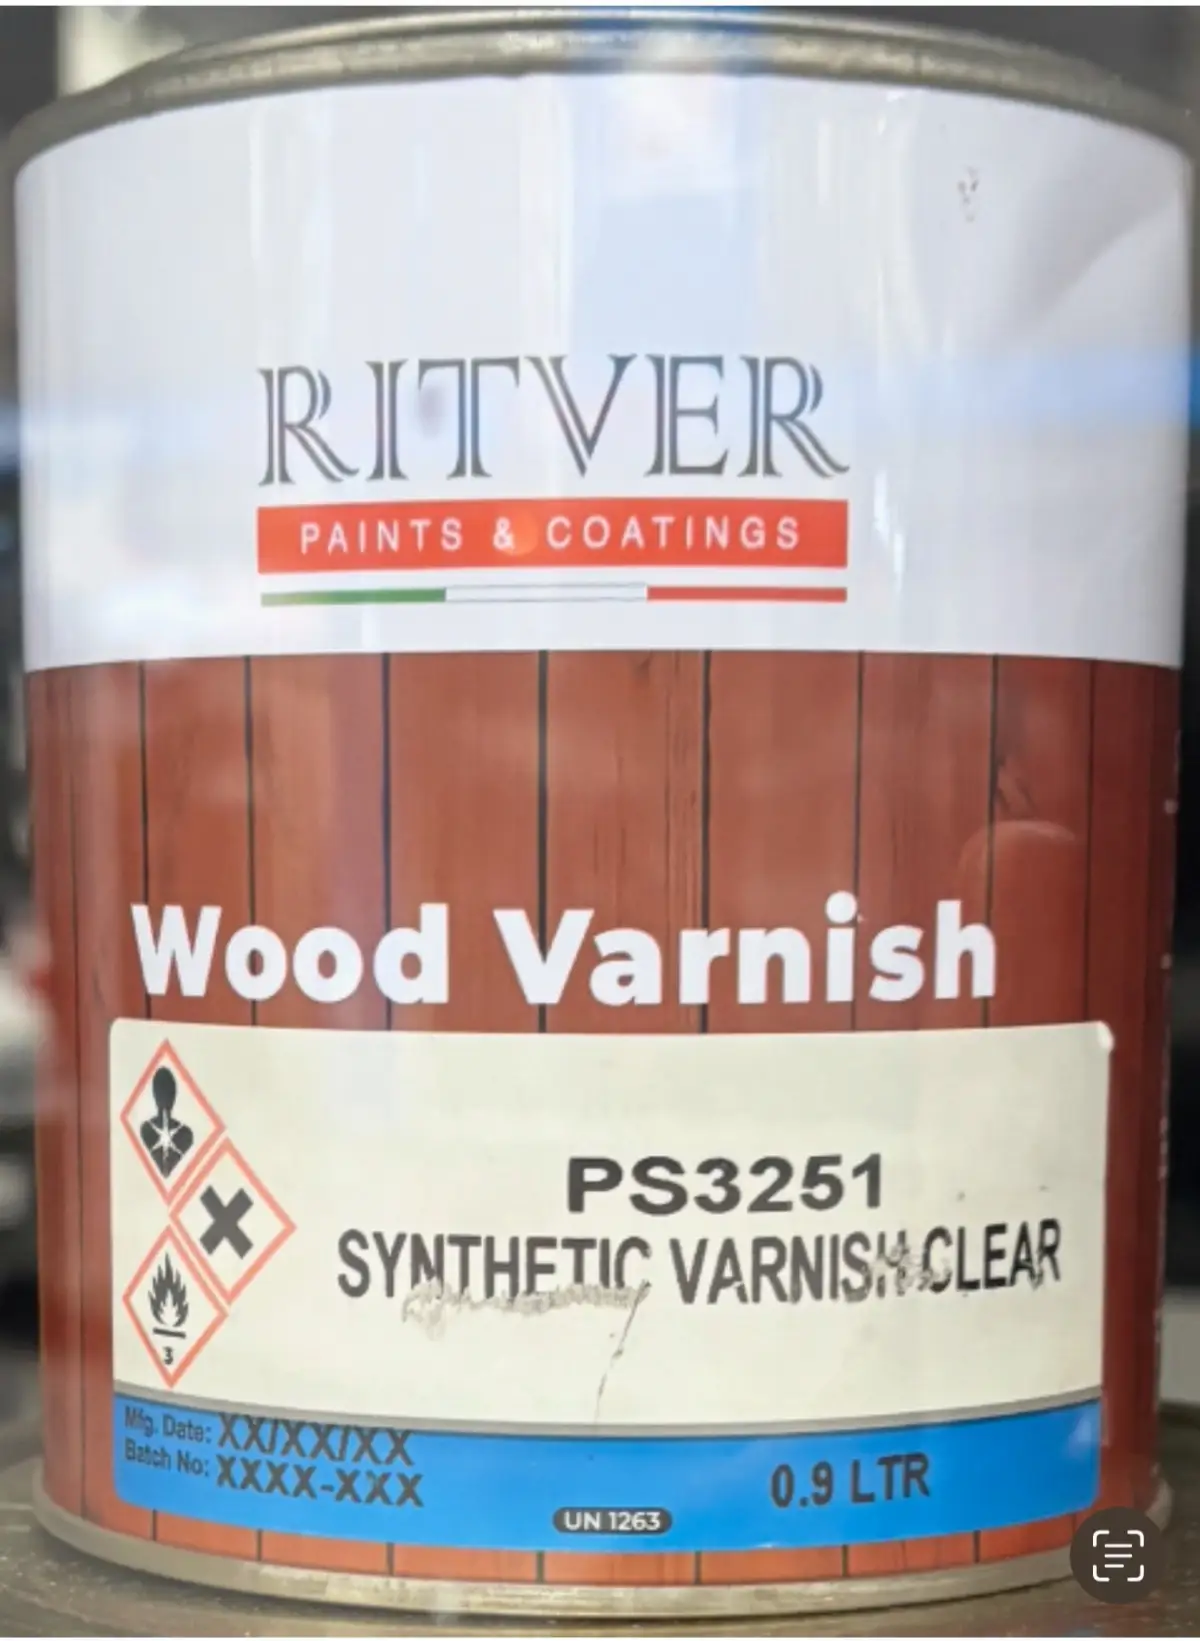 RITVER
PAINTS & COATINGS
Wood Varnish
PS3251
SYNTHETIC VARNISH CLEAR
3
Mfg. Date: XX/XX/XX
Batch No: XXXX-XXX
0.9 LTR
UN 1263